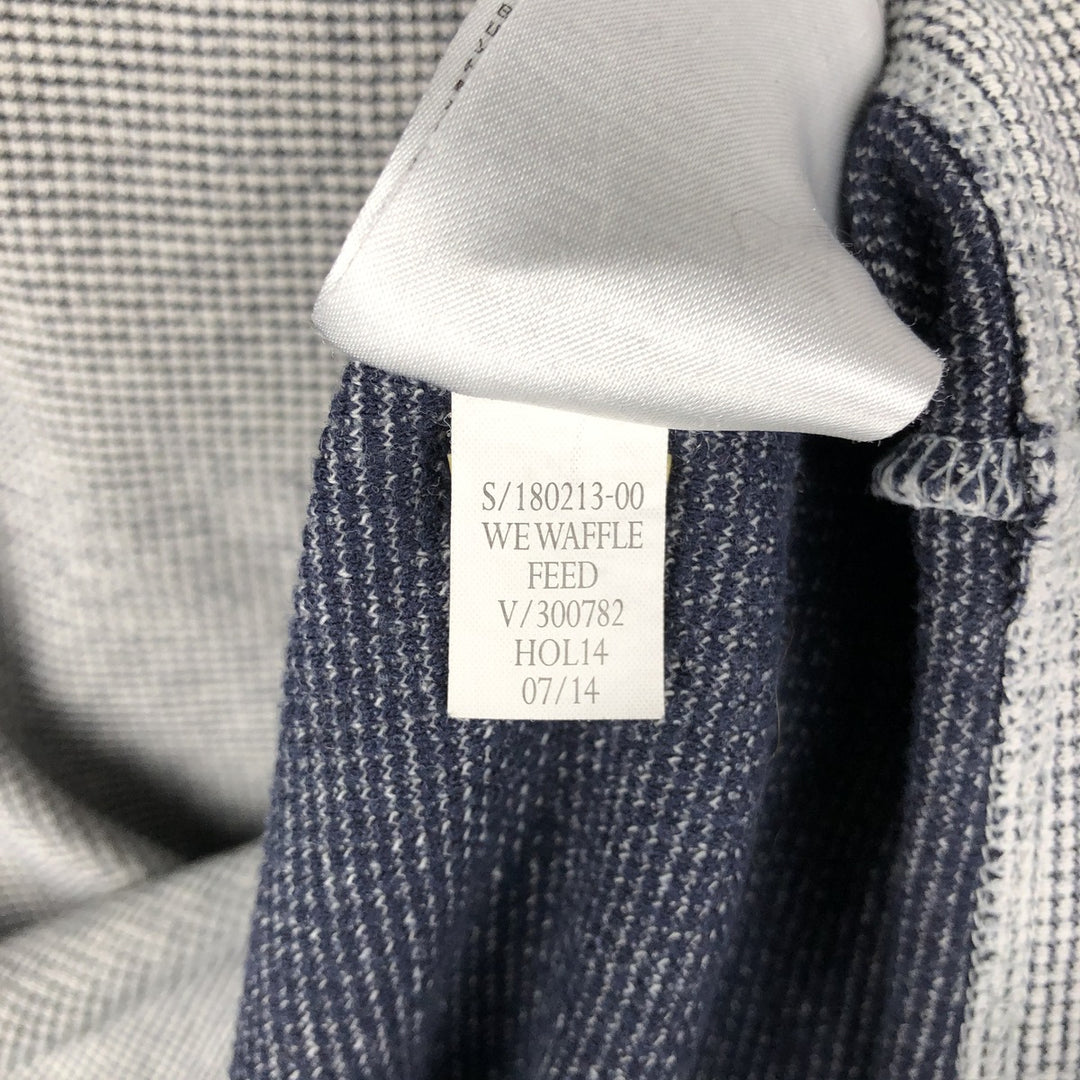 S/180213-00
WE WAFFLE
FEED
V/300782
HOL14
07/14